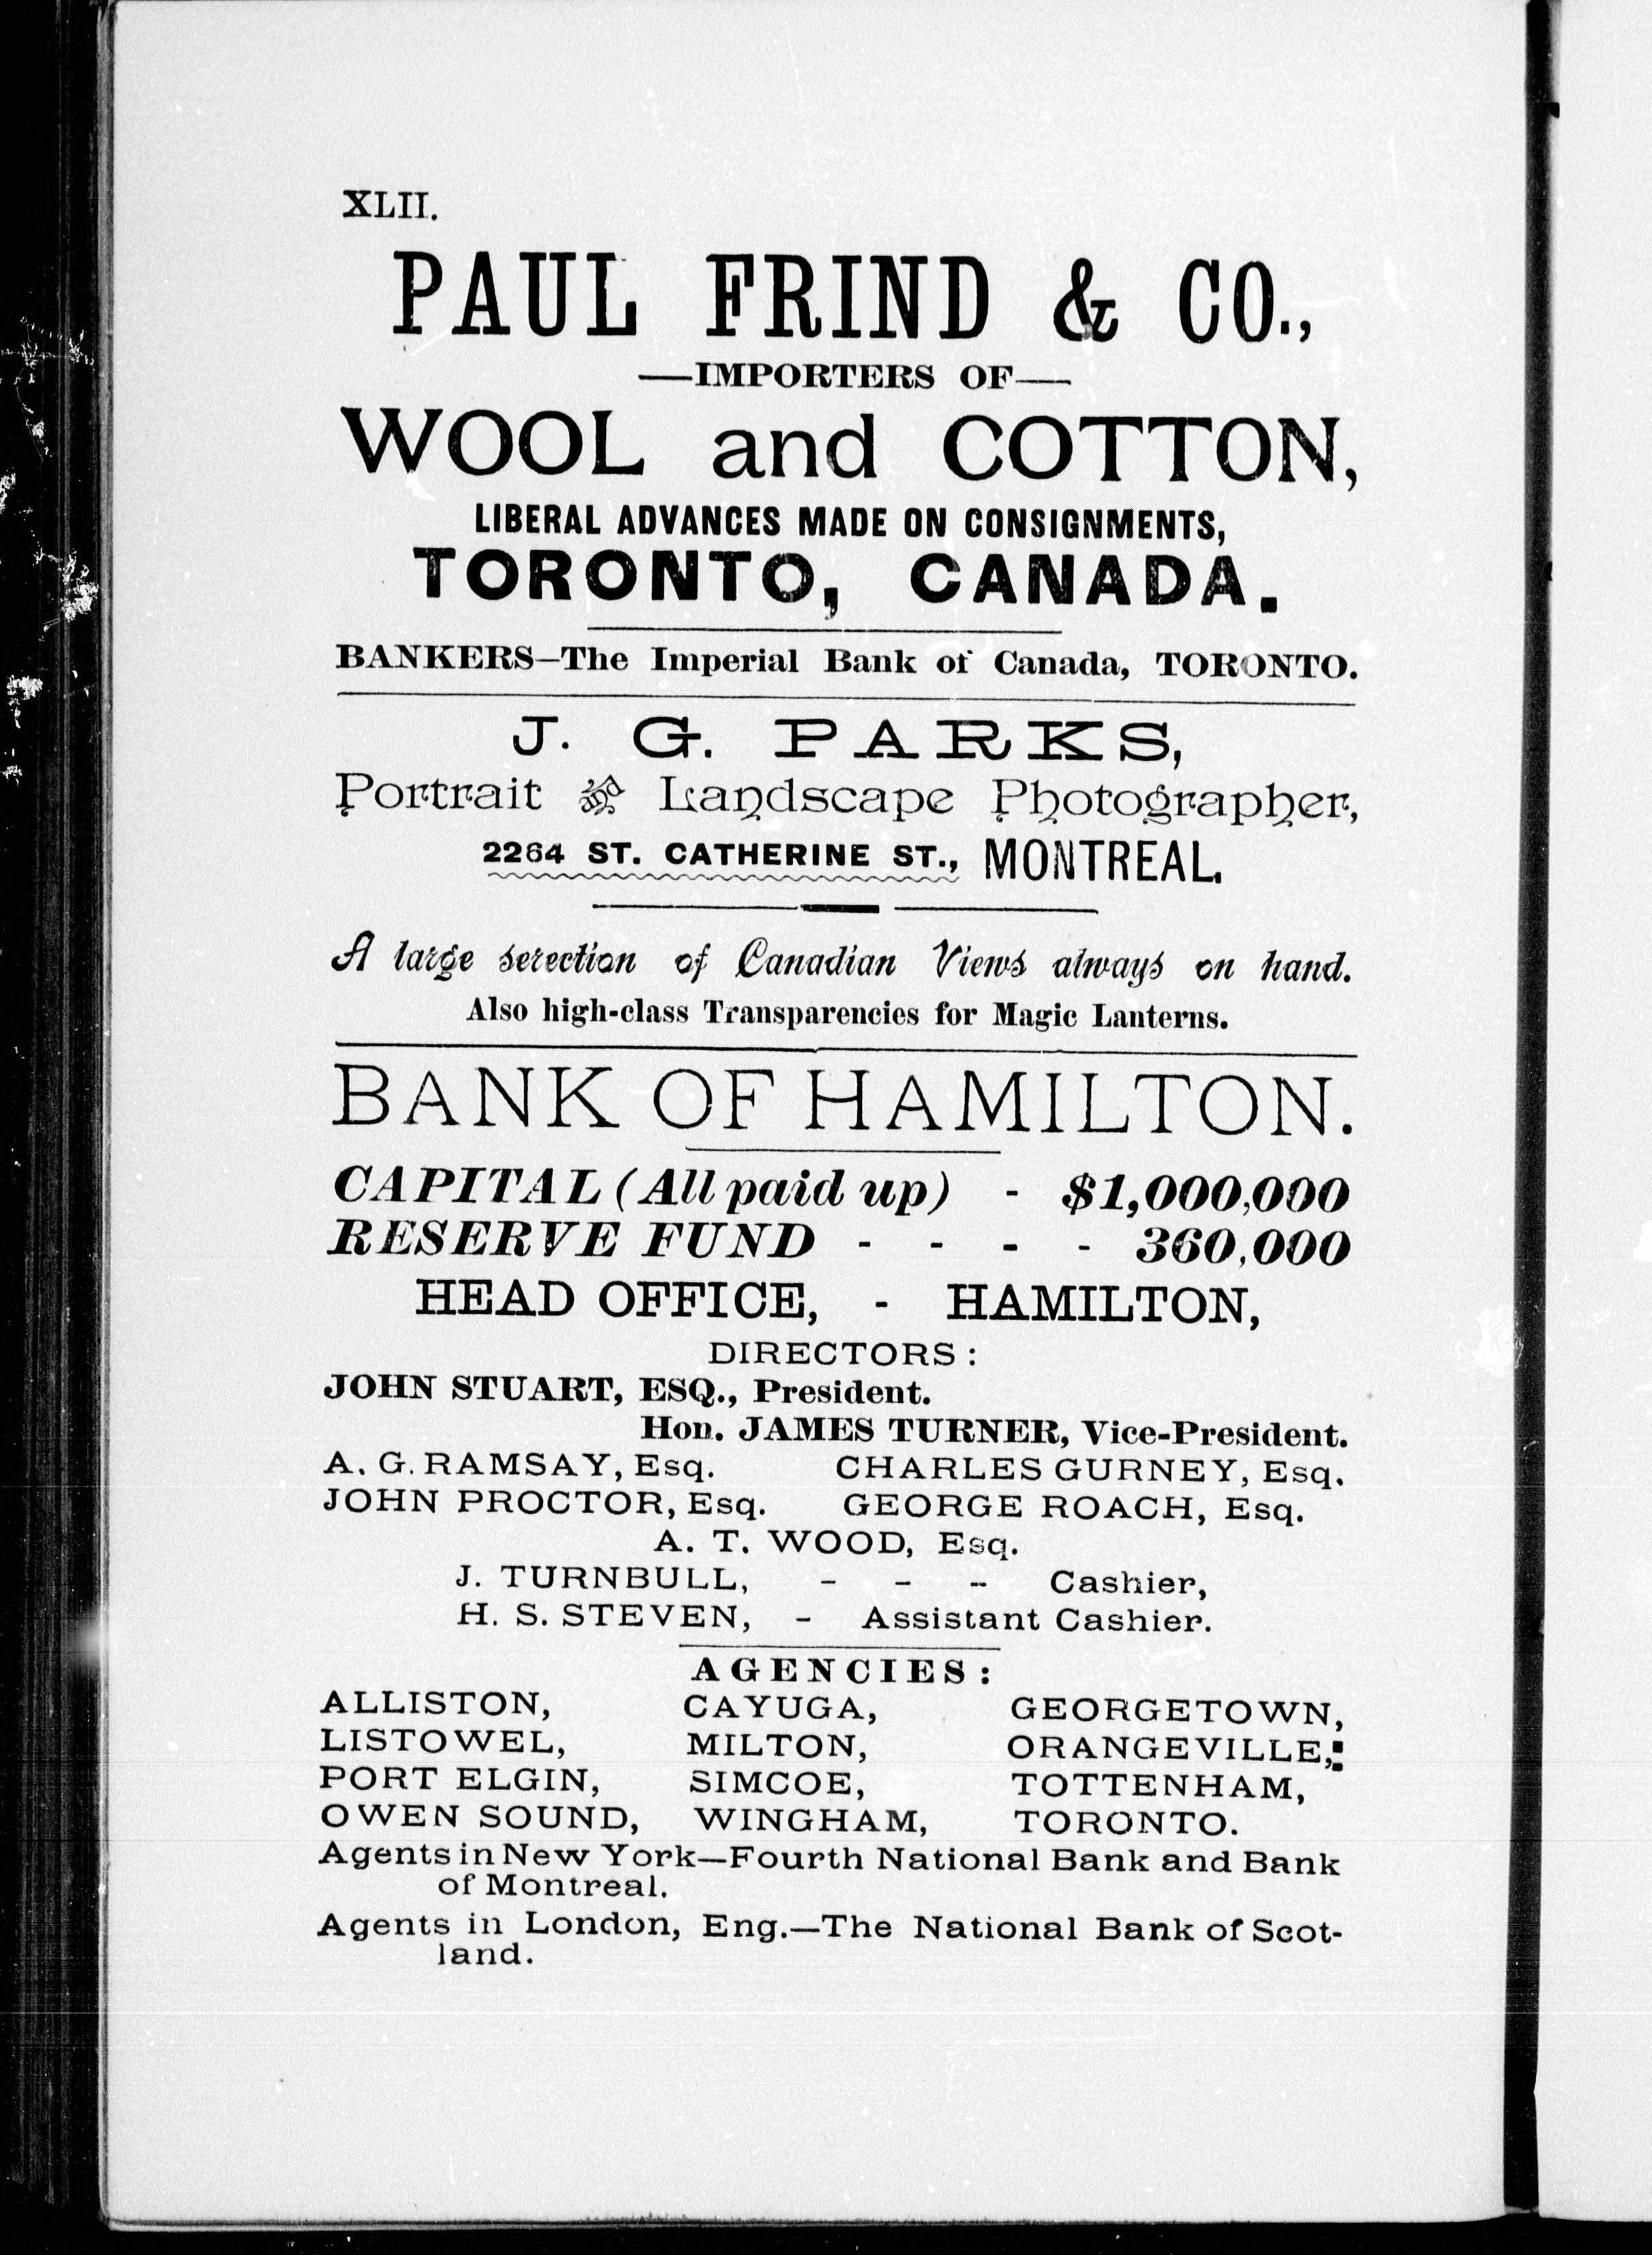 XLII.
PAUL FRIND & CO.,
—IMPORTERS OF—
WOOL and COTTON,
LIBERAL ADVANCES MADE ON CONSIGNMENTS,
TORONTO, CANADA.
BANKERS—The Imperial Bank of Canada, TORONTO.
J. G. PARKS,
Portrait and Landscape Photographer,
2264 ST. CATHERINE ST., MONTREAL.
A large selection of Canadian Views always on hand.
Also high-class Transparencies for Magic Lanterns.
BANK OF HAMILTON.
CAPITAL (All paid up) - $1,000,000
RESERVE FUND - - - - 360,000
HEAD OFFICE, - HAMILTON,
DIRECTORS:
JOHN STUART, ESQ., President.
Hon. JAMES TURNER, Vice-President.
A. G. RAMSAY, Esq. CHARLES GURNEY, Esq.
JOHN PROCTOR, Esq. GEORGE ROACH, Esq.
A. T. WOOD, Esq.
J. TURNBULL, - - - Cashier,
H. S. STEVEN, - Assistant Cashier.
AGENCIES:
ALLISTON, CAYUGA, GEORGETOWN,
LISTOWEL, MILTON, ORANGEVILLE,
PORT ELGIN, SIMCOE, TOTTENHAM,
OWEN SOUND, WINGHAM, TORONTO.
Agents in New York—Fourth National Bank and Bank
of Montreal.
Agents in London, Eng.—The National Bank of Scot-
land.